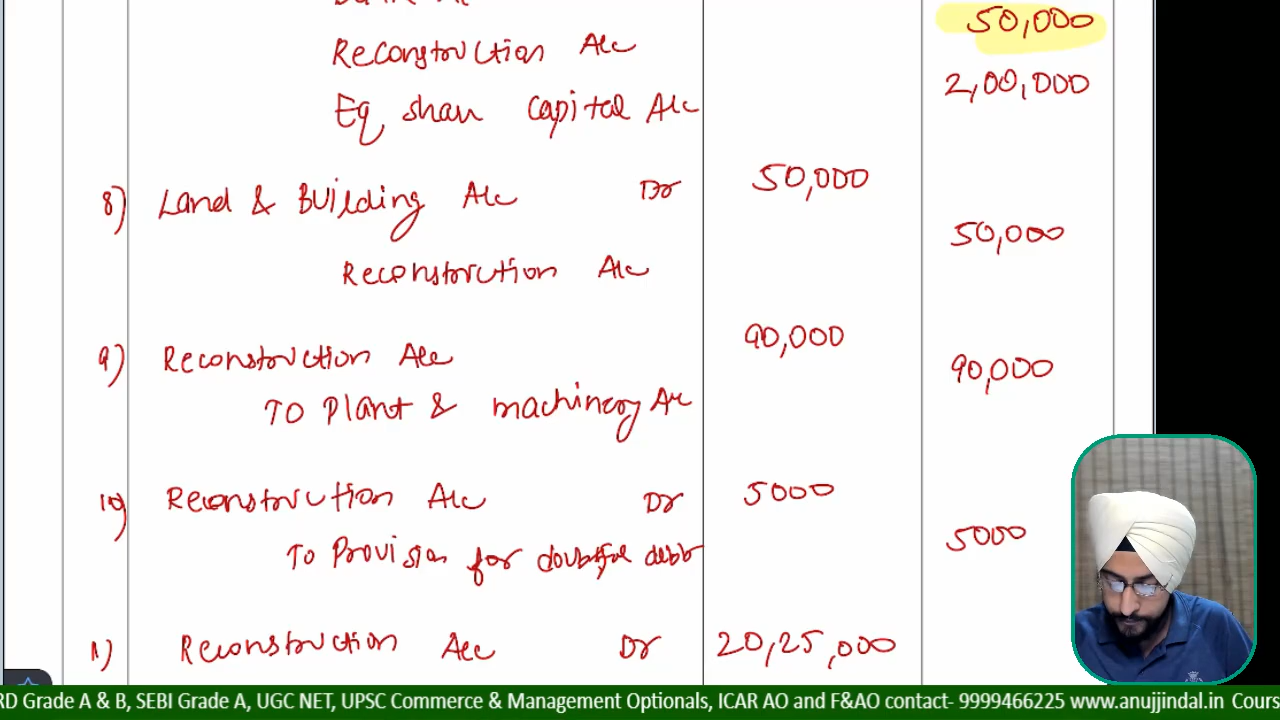 50,000
Reconstruction A/c
2,00,000
Eq share capital A/c
8) Land & Building A/c Dr 50,000
50,000
Reconstruction A/c
9) Reconstruction A/c 90,000
90,000
TO Plant & machinery A/c
10) Reconstruction A/c Dr 5000
To Provision for doubtful debt 5000
11) Reconstruction A/c Dr 20,25,000
RD Grade A & B, SEBI Grade A, UGC NET, UPSC Commerce & Management Optionals, ICAR AO and F&AO contact- 9999466225 www.anujjindal.in Cours